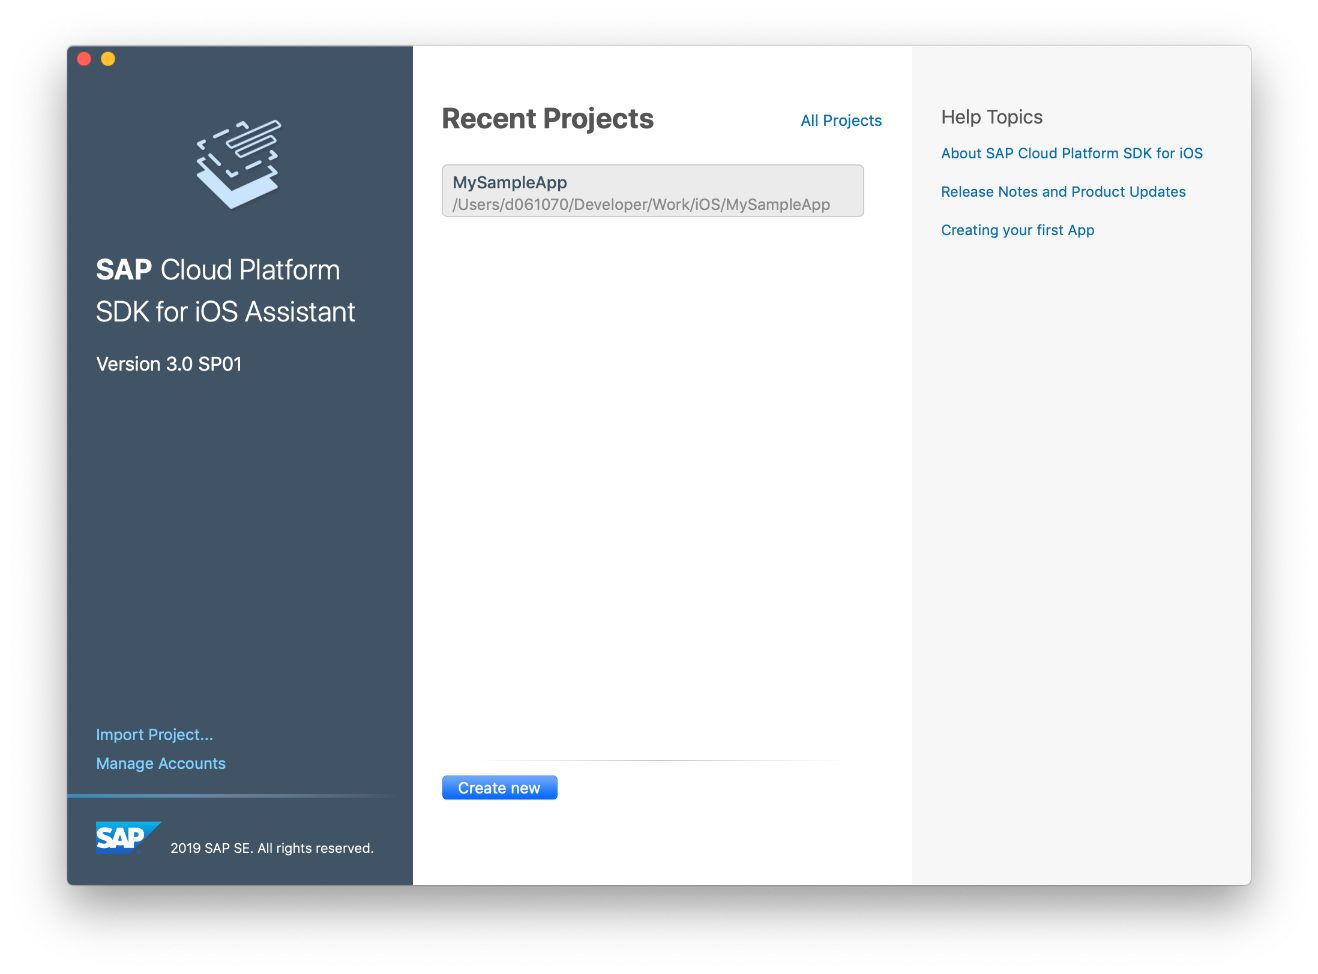 SAP Cloud Platform
SDK for iOS Assistant
Version 3.0 SP01
Import Project...
Manage Accounts
SAP
2019 SAP SE. All rights reserved.
Recent Projects
All Projects
MySampleApp
/Users/d061070/Developer/Work/iOS/MySampleApp
Create new
Help Topics
About SAP Cloud Platform SDK for iOS
Release Notes and Product Updates
Creating your first App